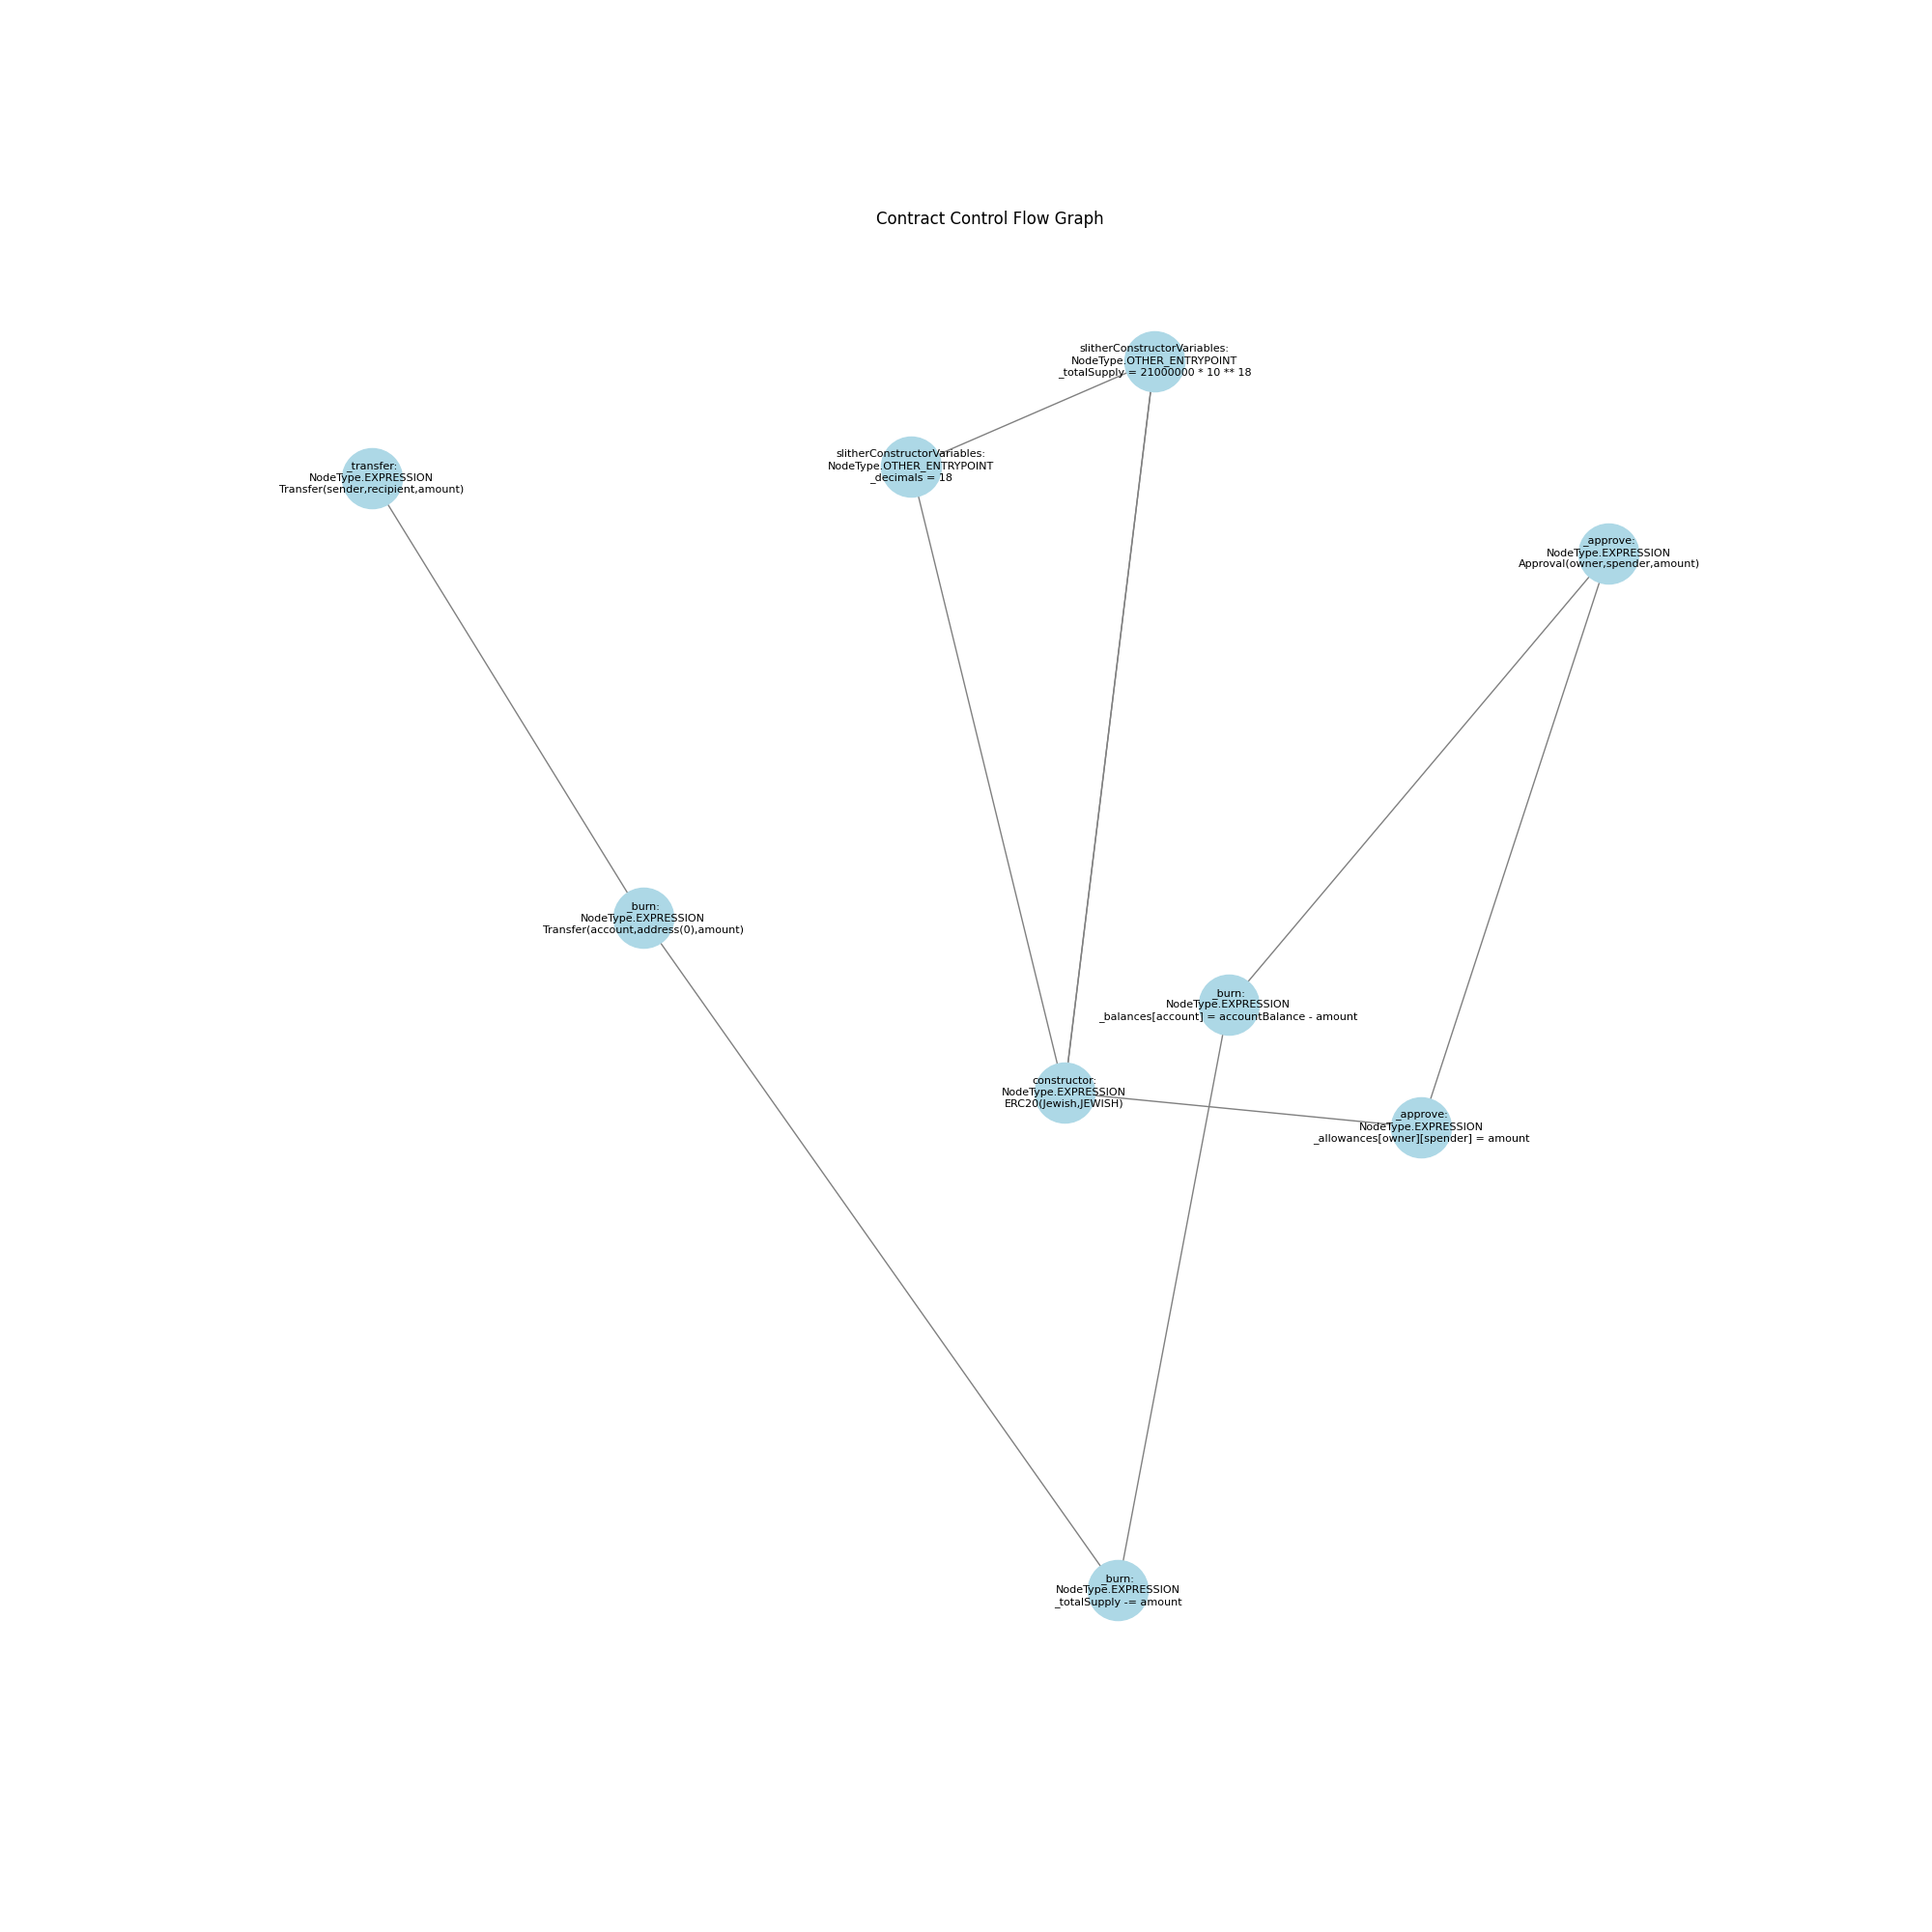 Contract Control Flow Graph
slitherConstructorVariables:
NodeType.OTHER_ENTRYPOINT
_totalSupply = 21000000 * 10 ** 18
slitherConstructorVariables:
NodeType.OTHER_ENTRYPOINT
_decimals = 18
_transfer:
NodeType.EXPRESSION
Transfer(sender,recipient,amount)
_approve:
NodeType.EXPRESSION
Approval(owner,spender,amount)
_burn:
NodeType.EXPRESSION
Transfer(account,address(0),amount)
_burn:
NodeType.EXPRESSION
_balances[account] = accountBalance - amount
constructor:
NodeType.EXPRESSION
ERC20(Jewish,JEWISH)
_approve:
NodeType.EXPRESSION
_allowances[owner][spender] = amount
_burn:
NodeType.EXPRESSION
_totalSupply -= amount